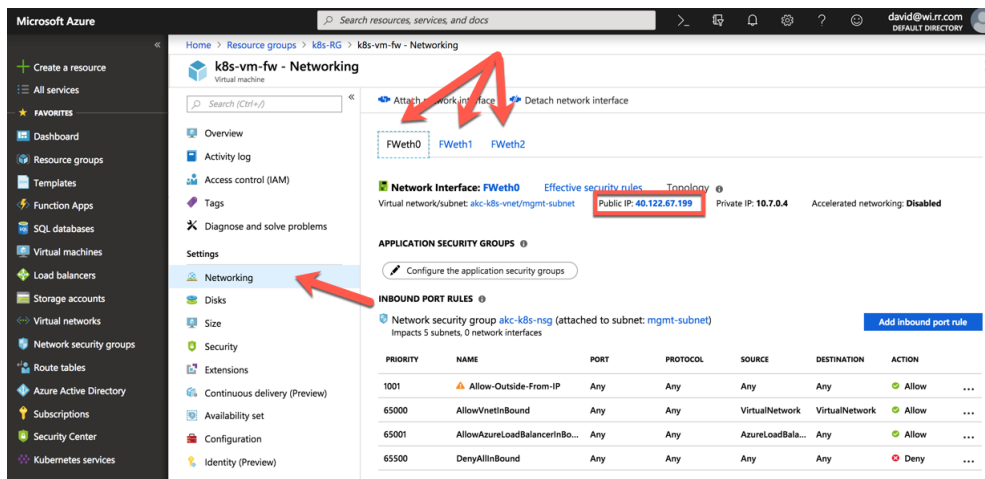 Microsoft Azure
Search resources, services, and docs
david@wi.rr.com
DEFAULT DIRECTORY
Create a resource
All services
FAVORITES
Dashboard
Resource groups
Templates
Function Apps
SQL databases
Virtual machines
Load balancers
Storage accounts
Virtual networks
Network security groups
Route tables
Azure Active Directory
Subscriptions
Security Center
Kubernetes services
Home > Resource groups > k8s-RG > k8s-vm-fw - Networking
k8s-vm-fw - Networking
Virtual machine
Search (Ctrl+/)
Overview
Activity log
Access control (IAM)
Tags
Diagnose and solve problems
Settings
Networking
Disks
Size
Security
Extensions
Continuous delivery (Preview)
Availability set
Configuration
Identity (Preview)
Attach network interface Detach network interface
FWeth0 FWeth1 FWeth2
Network Interface: FWeth0 Effective security rules Topology
Virtual network/subnet: akc-k8s-vnet/mgmt-subnet Public IP: 40.122.67.199 Private IP: 10.7.0.4 Accelerated networking: Disabled
APPLICATION SECURITY GROUPS
Configure the application security groups
INBOUND PORT RULES
Network security group akc-k8s-nsg (attached to subnet: mgmt-subnet)
Impacts 5 subnets, 0 network interfaces
Add inbound port rule
PRIORITY NAME PORT PROTOCOL SOURCE DESTINATION ACTION
1001 Allow-Outside-From-IP Any Any Any Any Allow ...
65000 AllowVnetInBound Any Any VirtualNetwork VirtualNetwork Allow ...
65001 AllowAzureLoadBalancerInBo... Any Any AzureLoadBala... Any Allow ...
65500 DenyAllInBound Any Any Any Any Deny ...